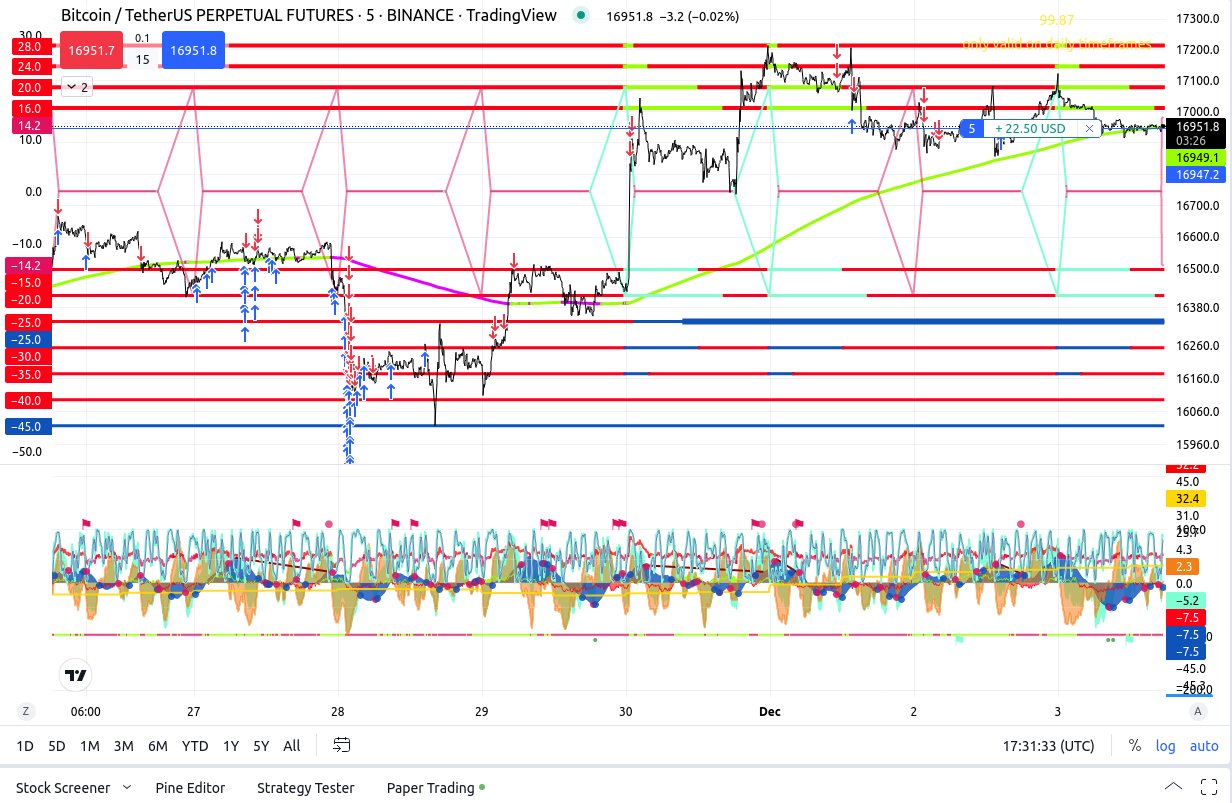 Bitcoin / TetherUS PERPETUAL FUTURES · 5 · BINANCE · TradingView
16951.8 −3.2 (−0.02%)
99.87
only valid on daily timeframes
16951.7
0.1
15
16951.8
2
5
+ 22.50 USD
30.0
28.0
24.0
20.0
16.0
14.2
10.0
0.0
−10.0
−14.2
−15.0
−20.0
−25.0
−25.0
−30.0
−35.0
−40.0
−45.0
−50.0
17300.0
17200.0
17100.0
17000.0
16951.8
03:26
16949.1
16947.2
16700.0
16600.0
16500.0
16380.0
16260.0
16160.0
16060.0
15960.0
45.0
32.4
31.0
4.3
2.3
0.0
−5.2
−7.5
−7.5
−7.5
−45.0
Z
06:00
27
28
29
30
Dec
2
3
A
1D
5D
1M
3M
6M
YTD
1Y
5Y
All
17:31:33 (UTC)
%
log
auto
Stock Screener
Pine Editor
Strategy Tester
Paper Trading